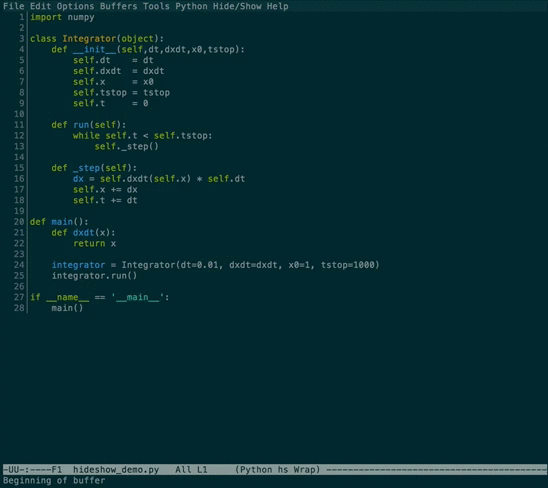 File Edit Options Buffers Tools Python Hide/Show Help
1 import numpy
2
3 class Integrator(object):
4     def __init__(self,dt,dxdt,x0,tstop):
5         self.dt    = dt
6         self.dxdt  = dxdt
7         self.x     = x0
8         self.tstop = tstop
9         self.t     = 0
10
11     def run(self):
12         while self.t < self.tstop:
13             self._step()
14
15     def _step(self):
16         dx = self.dxdt(self.x) * self.dt
17         self.x += dx
18         self.t += dt
19
20 def main():
21     def dxdt(x):
22         return x
23
24     integrator = Integrator(dt=0.01, dxdt=dxdt, x0=1, tstop=1000)
25     integrator.run()
26
27 if __name__ == '__main__':
28     main()
-UU-:----F1  hideshow_demo.py   All L1     (Python hs Wrap) ------------------------------------------
Beginning of buffer